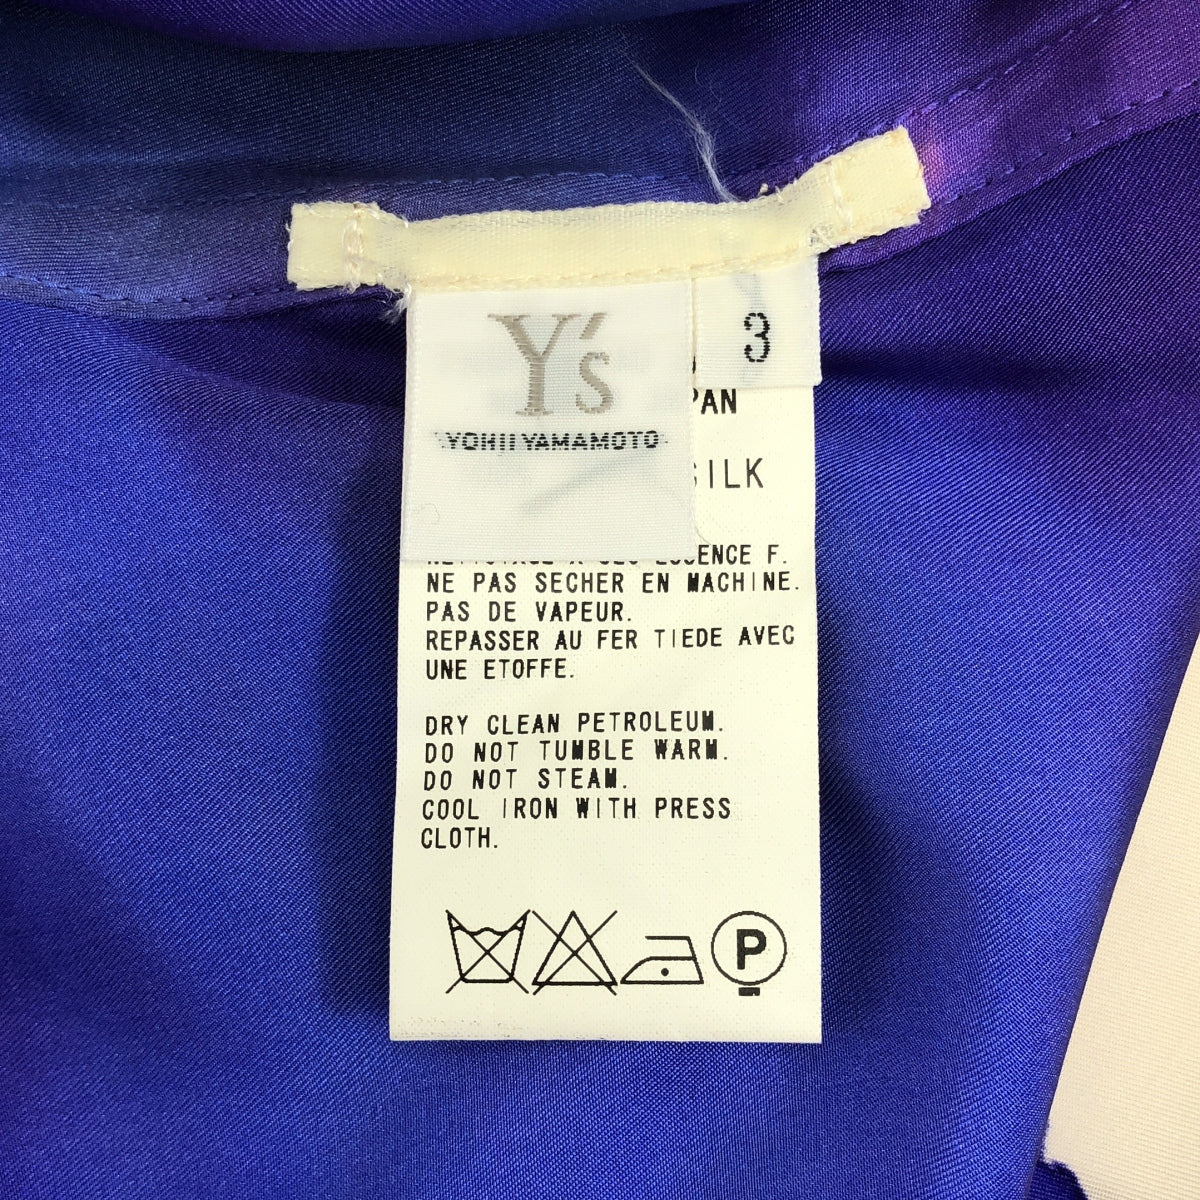 Y's
YOHJI YAMAMOTO
3
PAN
SILK
ESSENCE F.
NE PAS SECHER EN MACHINE.
PAS DE VAPEUR.
REPASSER AU FER TIEDE AVEC
UNE ETOFFE.
DRY CLEAN PETROLEUM.
DO NOT TUMBLE WARM.
DO NOT STEAM.
COOL IRON WITH PRESS
CLOTH.
P